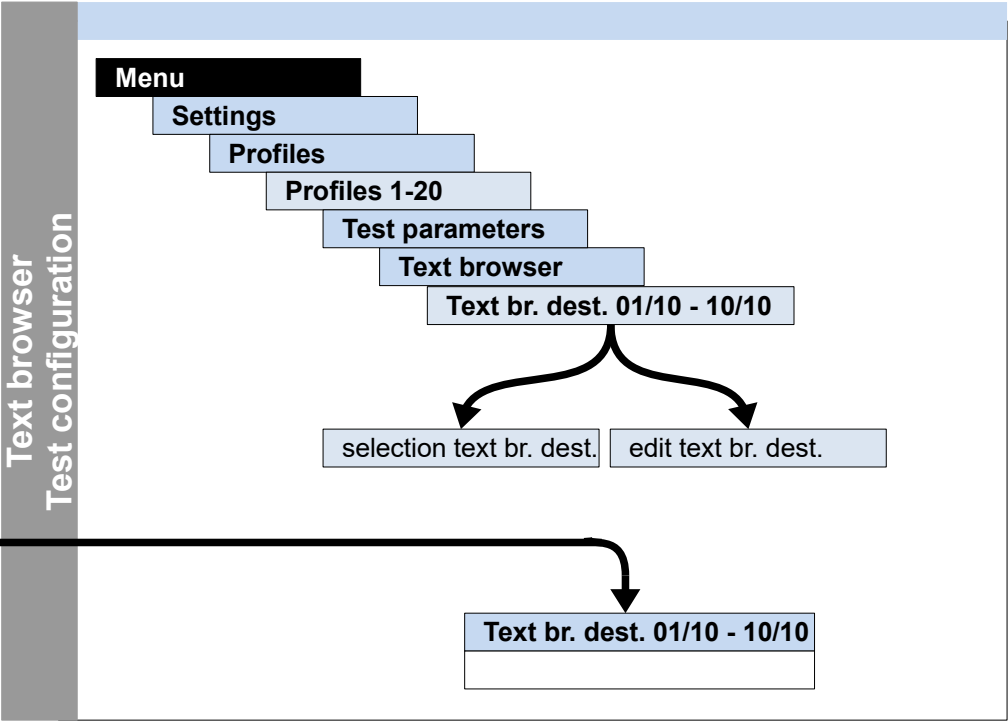 Text browser
Test configuration
Menu
Settings
Profiles
Profiles 1-20
Test parameters
Text browser
Text br. dest. 01/10 - 10/10
selection text br. dest.
edit text br. dest.
Text br. dest. 01/10 - 10/10